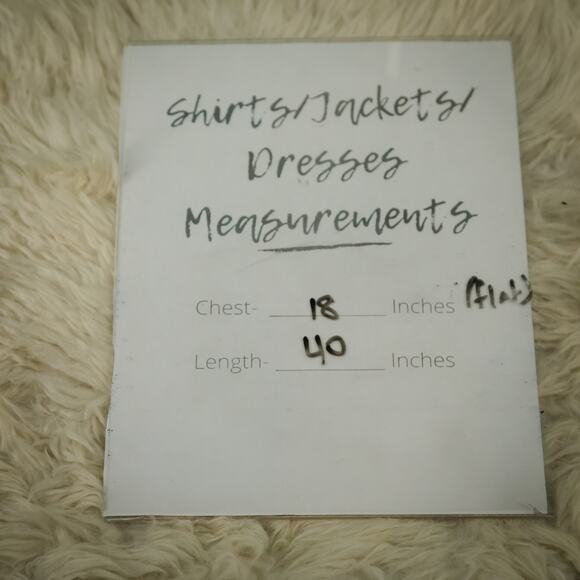 Shirts/Jackets/
Dresses
Measurements
Chest- 18 Inches (flat)
Length- 40 Inches